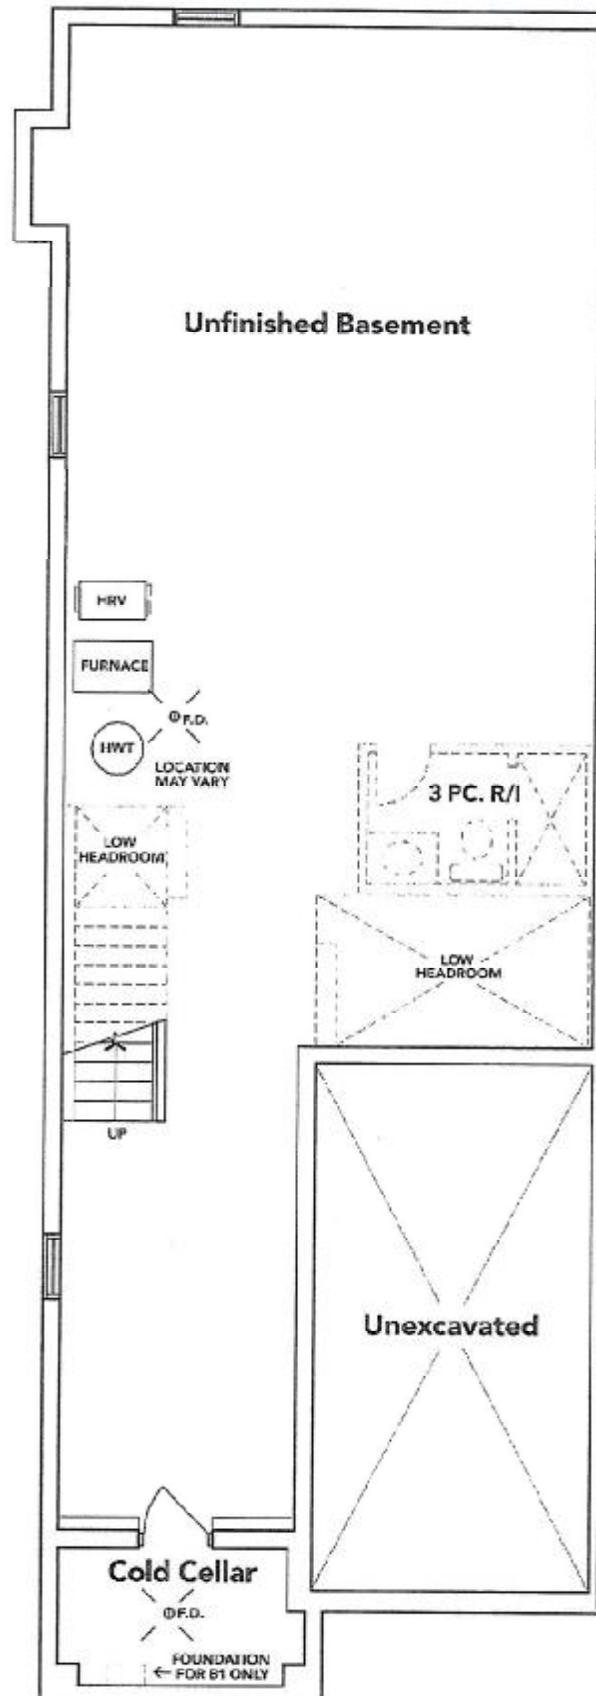 Unfinished Basement
HRV
FURNACE
F.D.
HWT
LOCATION
MAY VARY
3 PC. R/I
LOW
HEADROOM
LOW
HEADROOM
UP
Unexcavated
Cold Cellar
F.D.
FOUNDATION
← FOR B1 ONLY